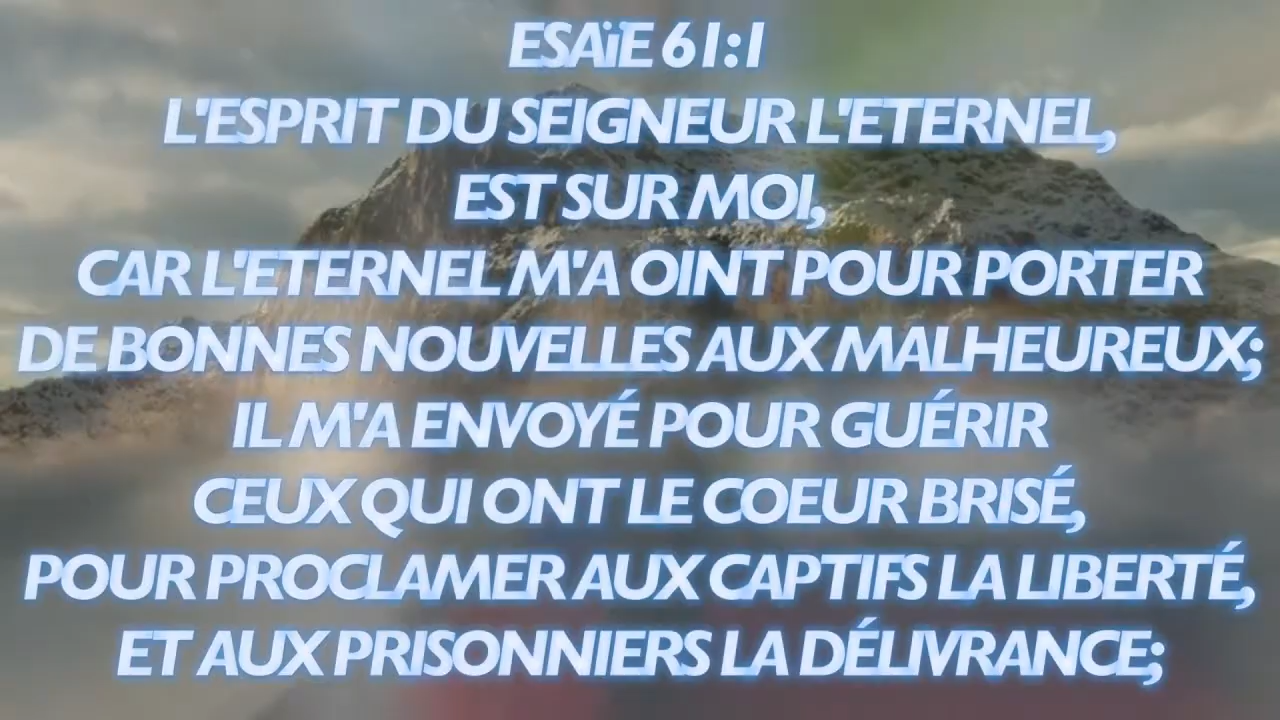 ESAïE 61:1
L'ESPRIT DU SEIGNEUR L'ETERNEL,
EST SUR MOI,
CAR L'ETERNEL M'A OINT POUR PORTER
DE BONNES NOUVELLES AUX MALHEUREUX;
IL M'A ENVOYÉ POUR GUÉRIR
CEUX QUI ONT LE COEUR BRISÉ,
POUR PROCLAMER AUX CAPTIFS LA LIBERTÉ,
ET AUX PRISONNIERS LA DÉLIVRANCE;